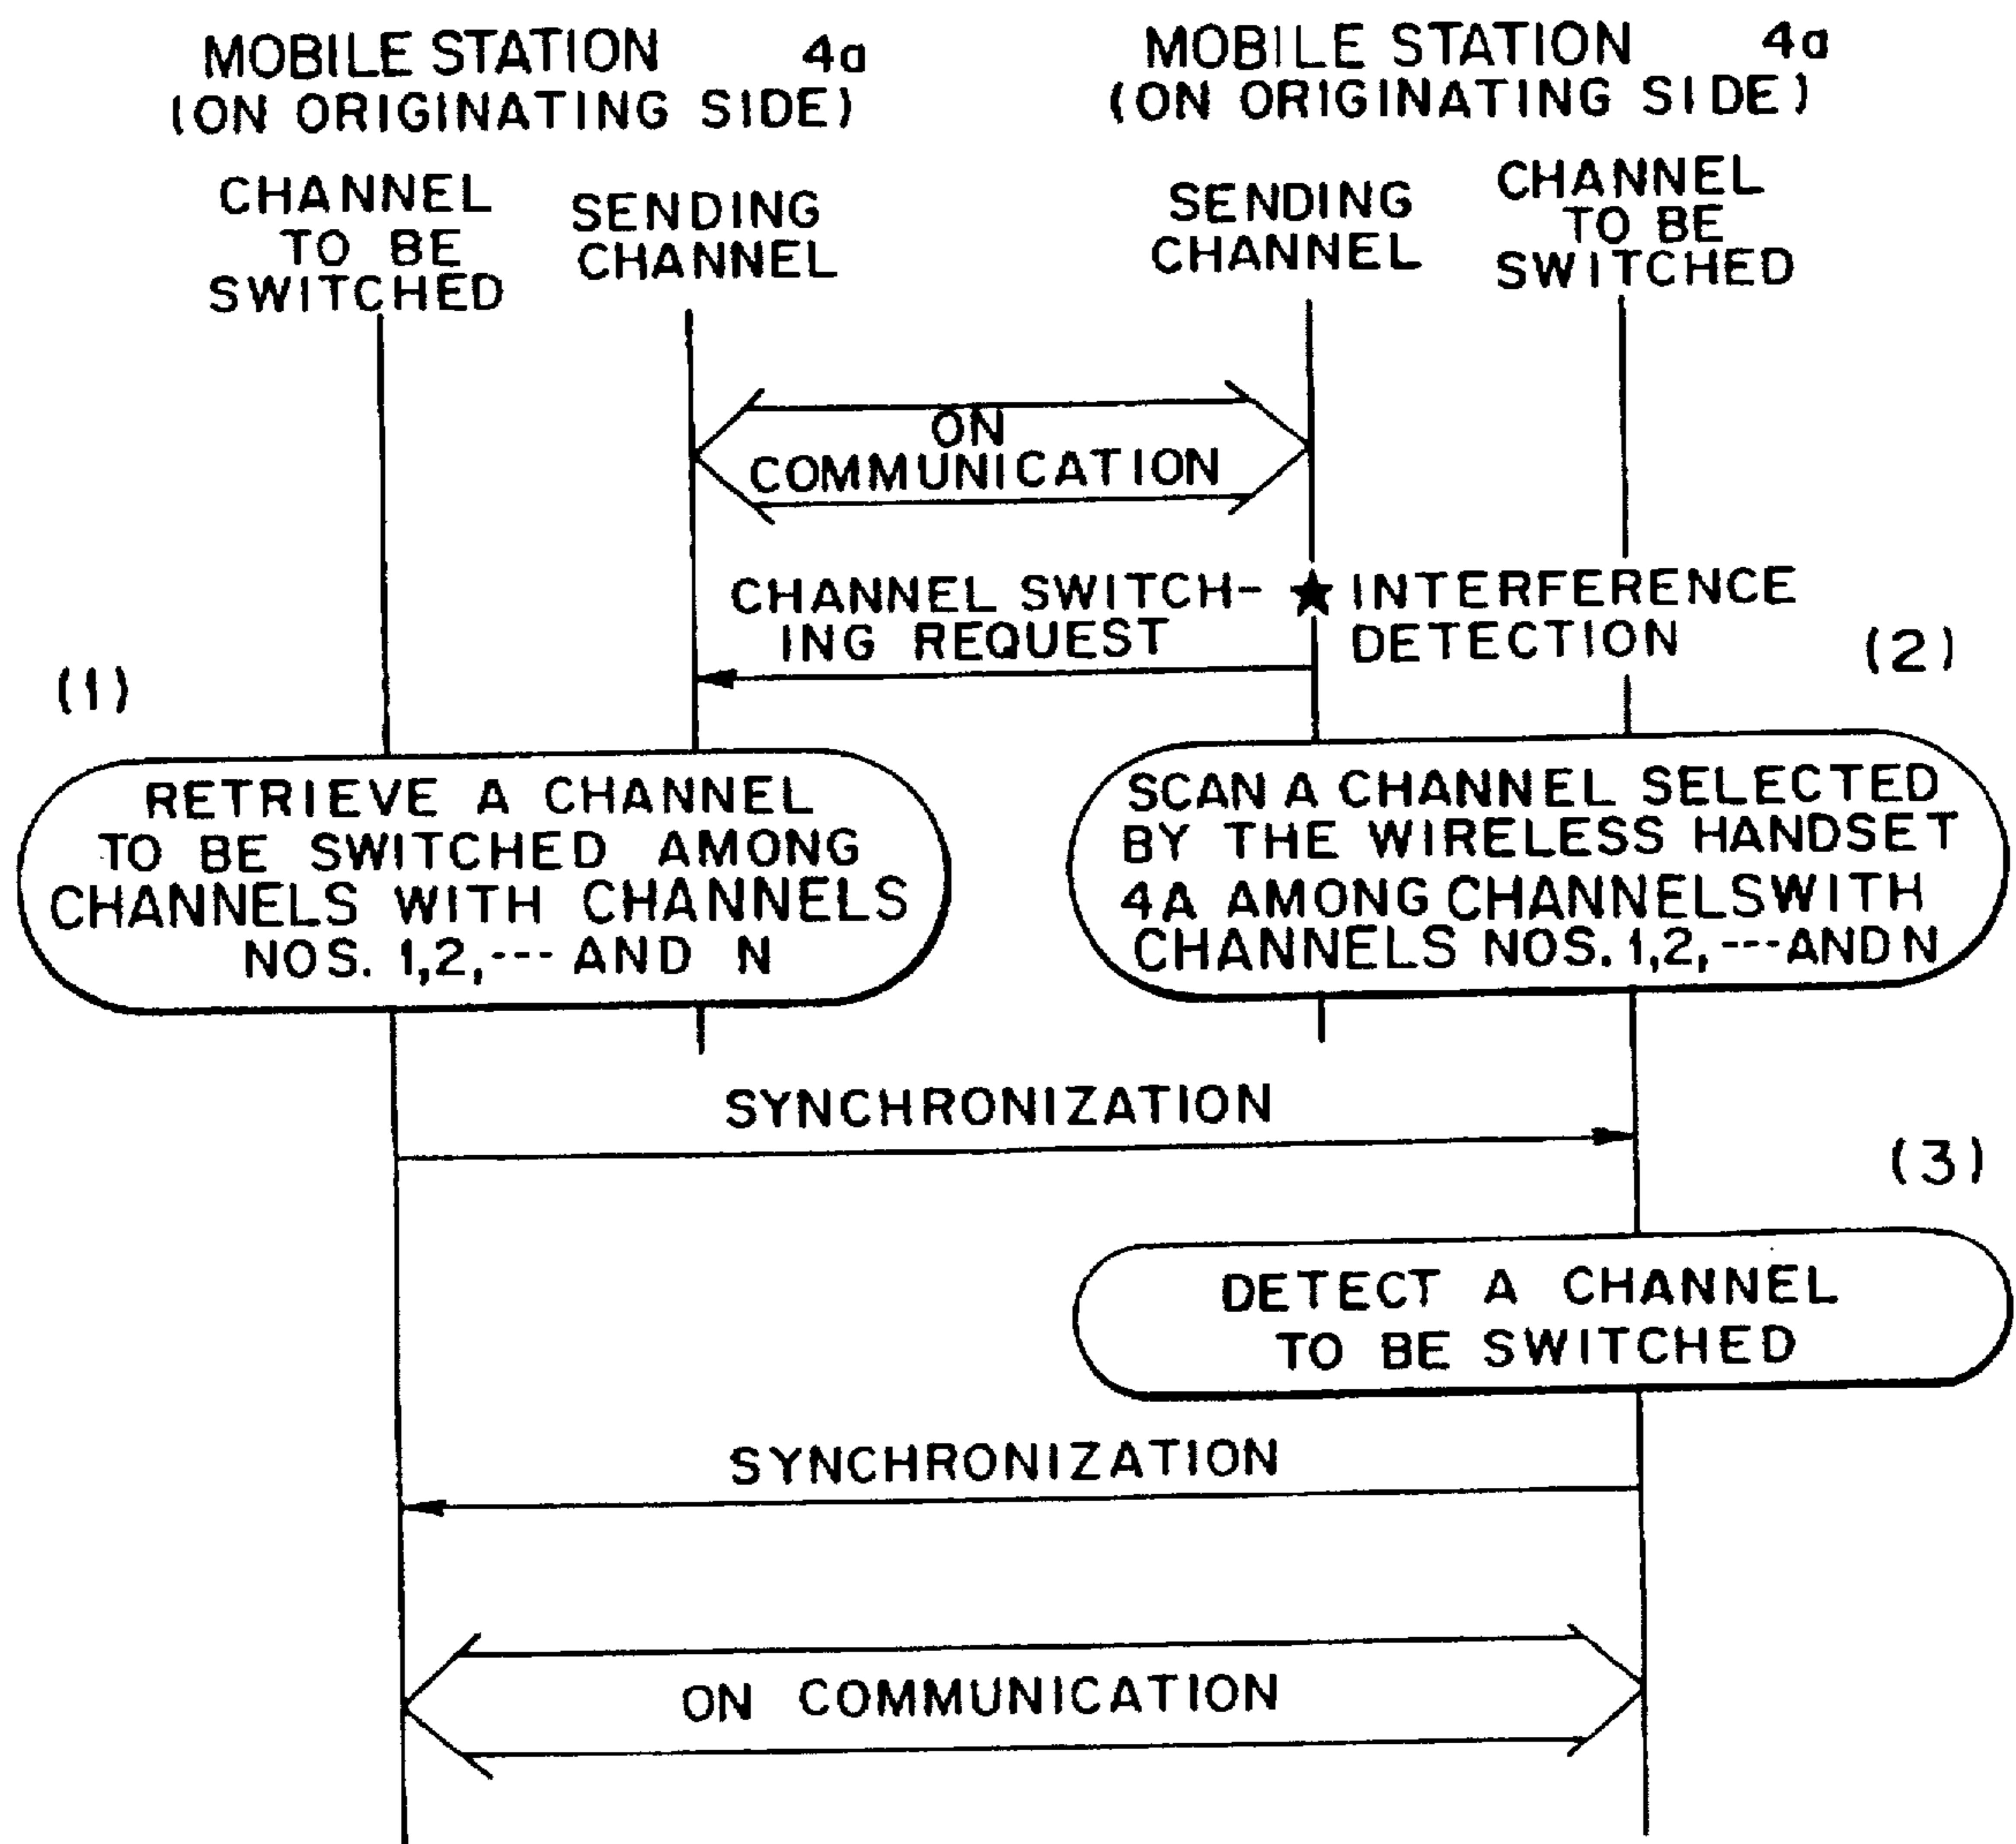 MOBILE STATION 4a
(ON ORIGINATING SIDE)
MOBILE STATION 4a
(ON ORIGINATING SIDE)
CHANNEL
TO BE
SWITCHED
SENDING
CHANNEL
SENDING
CHANNEL
CHANNEL
TO BE
SWITCHED
ON
COMMUNICATION
CHANNEL SWITCH-
ING REQUEST
★ INTERFERENCE
DETECTION
(1)
(2)
RETRIEVE A CHANNEL
TO BE SWITCHED AMONG
CHANNELS WITH CHANNELS
NOS. 1,2,--- AND N
SCAN A CHANNEL SELECTED
BY THE WIRELESS HANDSET
4A AMONG CHANNELS WITH
CHANNELS NOS. 1,2,--- AND N
SYNCHRONIZATION
(3)
DETECT A CHANNEL
TO BE SWITCHED
SYNCHRONIZATION
ON COMMUNICATION